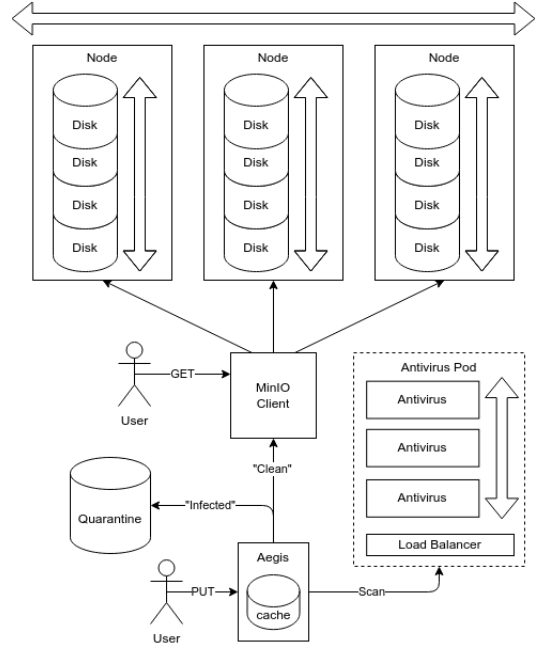 Node
Node
Node
Disk
Disk
Disk
Disk
Disk
Disk
Disk
Disk
Disk
Disk
Disk
Disk
GET
User
MinIO
Client
Antivirus Pod
Antivirus
Antivirus
Antivirus
Load Balancer
"Clean"
"Infected"
Quarantine
Aegis
cache
PUT
User
Scan